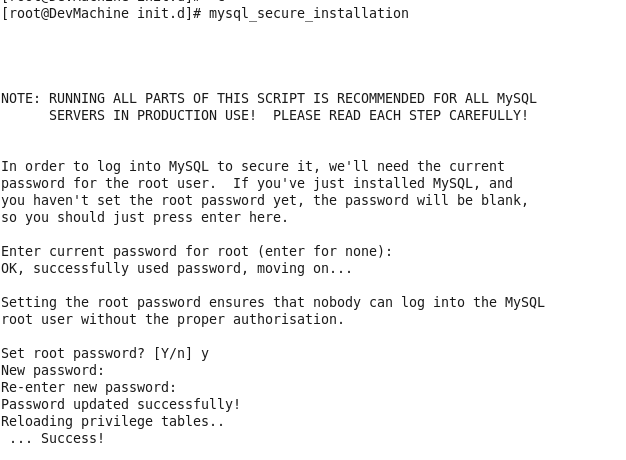 [root@DevMachine init.d]# mysql_secure_installation
NOTE: RUNNING ALL PARTS OF THIS SCRIPT IS RECOMMENDED FOR ALL MySQL
SERVERS IN PRODUCTION USE!  PLEASE READ EACH STEP CAREFULLY!
In order to log into MySQL to secure it, we'll need the current
password for the root user.  If you've just installed MySQL, and
you haven't set the root password yet, the password will be blank,
so you should just press enter here.
Enter current password for root (enter for none):
OK, successfully used password, moving on...
Setting the root password ensures that nobody can log into the MySQL
root user without the proper authorisation.
Set root password? [Y/n] y
New password:
Re-enter new password:
Password updated successfully!
Reloading privilege tables..
 ... Success!